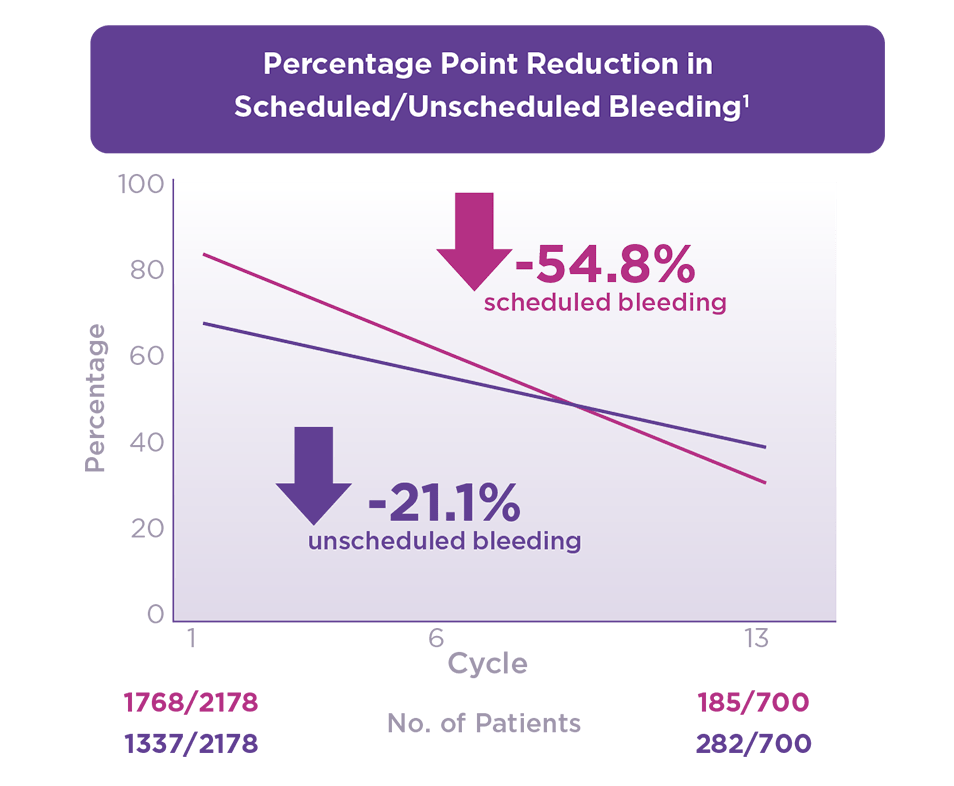 Percentage Point Reduction in
Scheduled/Unscheduled Bleeding¹
100
80
60
40
20
0
Percentage
-54.8%
scheduled bleeding
-21.1%
unscheduled bleeding
1
6
13
Cycle
1768/2178
185/700
No. of Patients
1337/2178
282/700